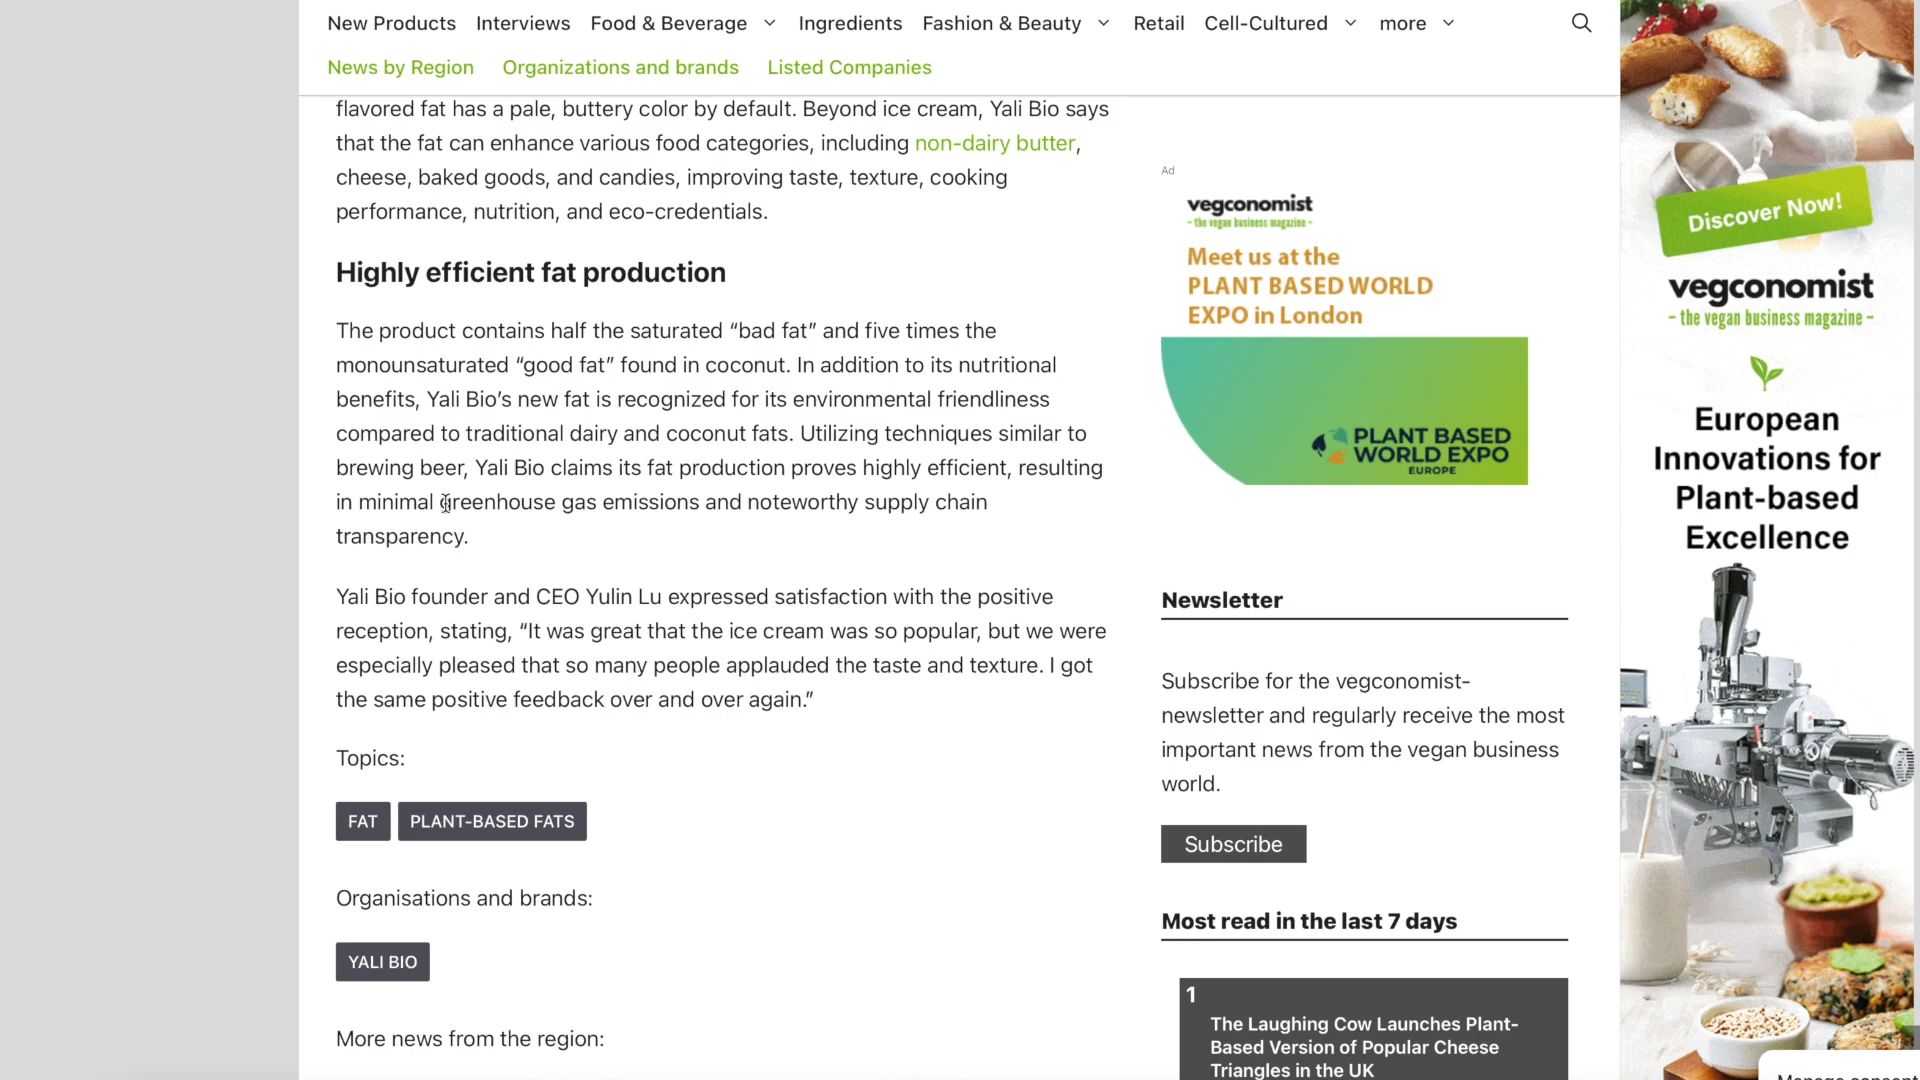 New Products Interviews Food & Beverage Ingredients Fashion & Beauty Retail Cell-Cultured more
News by Region Organizations and brands Listed Companies
flavored fat has a pale, buttery color by default. Beyond ice cream, Yali Bio says
that the fat can enhance various food categories, including non-dairy butter,
cheese, baked goods, and candies, improving taste, texture, cooking
performance, nutrition, and eco-credentials.
Highly efficient fat production
The product contains half the saturated “bad fat” and five times the
monounsaturated “good fat” found in coconut. In addition to its nutritional
benefits, Yali Bio’s new fat is recognized for its environmental friendliness
compared to traditional dairy and coconut fats. Utilizing techniques similar to
brewing beer, Yali Bio claims its fat production proves highly efficient, resulting
in minimal greenhouse gas emissions and noteworthy supply chain
transparency.
Yali Bio founder and CEO Yulin Lu expressed satisfaction with the positive
reception, stating, “It was great that the ice cream was so popular, but we were
especially pleased that so many people applauded the taste and texture. I got
the same positive feedback over and over again.”
Topics:
FAT PLANT-BASED FATS
Organisations and brands:
YALI BIO
More news from the region:
Ad
vegconomist
- the vegan business magazine -
Meet us at the
PLANT BASED WORLD
EXPO in London
PLANT BASED
WORLD EXPO
EUROPE
Newsletter
Subscribe for the vegconomist-
newsletter and regularly receive the most
important news from the vegan business
world.
Subscribe
Most read in the last 7 days
1
The Laughing Cow Launches Plant-
Based Version of Popular Cheese
Triangles in the UK
Discover Now!
vegconomist
- the vegan business magazine -
European
Innovations for
Plant-based
Excellence
Manage consent